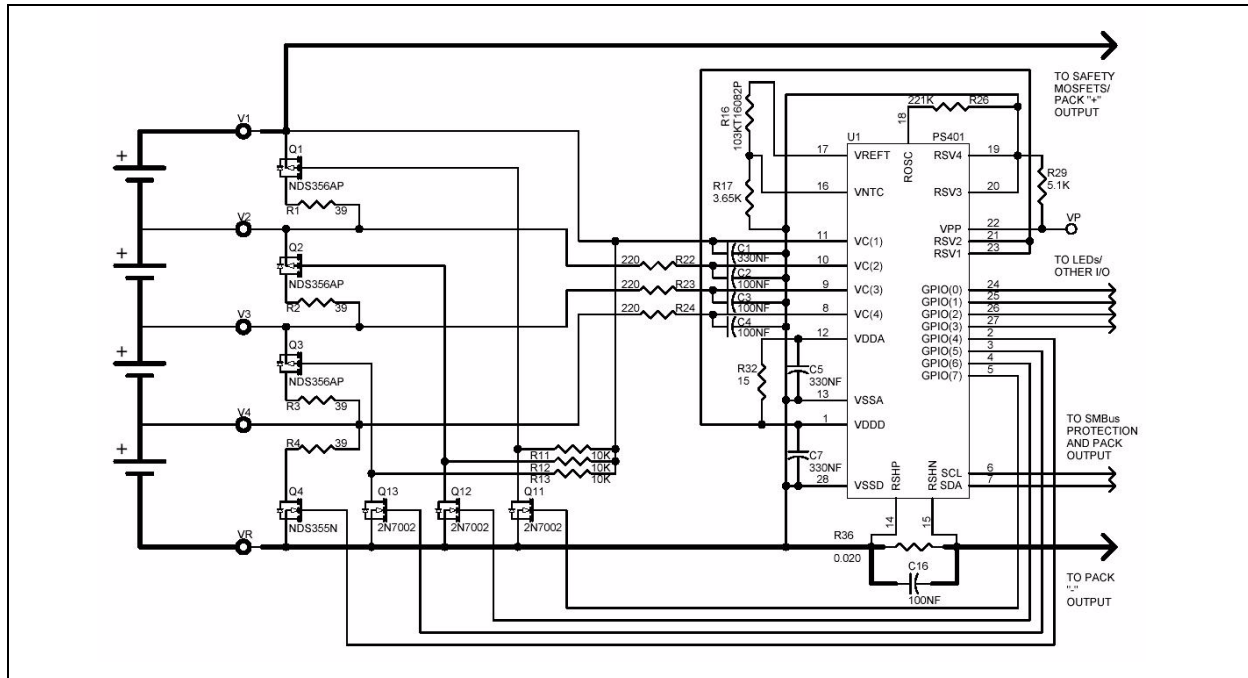 TO SAFETY
MOSFETS/
PACK "+"
OUTPUT
V1
+
Q1
NDS356AP
R1 39
V2
+
Q2
NDS356AP
R2 39
V3
+
Q3
NDS356AP
R3 39
V4
+
R4 39
Q4
NDS355N
VR
Q13
2N7002
Q12
2N7002
Q11
2N7002
R11 10K
R12 10K
R13 10K
220 R22
220 R23
220 R24
R16
103KT16082P
R17
3.65K
C1
330NF
C2
100NF
C3
100NF
C4
100NF
R32
15
C5
330NF
C7
330NF
221K R26
18
U1 PS401
ROSC
17 VREFT
16 VNTC
11 VC(1)
10 VC(2)
9 VC(3)
8 VC(4)
12 VDDA
13 VSSA
1 VDDD
28 VSSD
RSV4 19
RSV3 20
VPP 22
RSV2 21
RSV1 23
R29
5.1K
VP
TO LEDs/
OTHER I/O
GPIO(0) 24
GPIO(1) 25
GPIO(2) 26
GPIO(3) 27
GPIO(4) 2
GPIO(5) 3
GPIO(6) 4
GPIO(7) 5
TO SMBus
PROTECTION
AND PACK
OUTPUT
SCL 6
SDA 7
RSHP
RSHN
14
15
R36
0.020
C16
100NF
TO PACK
"-"
OUTPUT